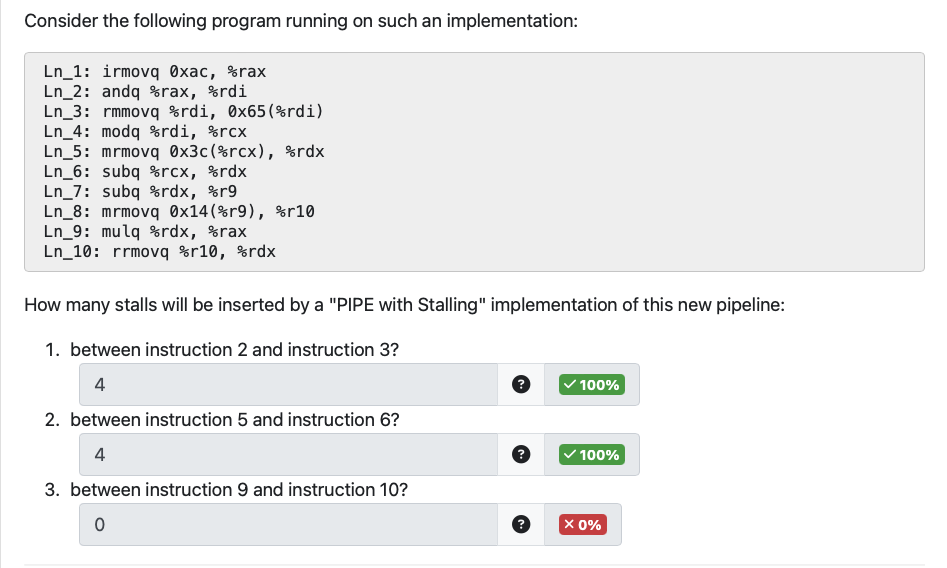 Consider the following program running on such an implementation:
Ln_1: irmovq 0xac, %rax
Ln_2: andq %rax, %rdi
Ln_3: rmmovq %rdi, 0x65(%rdi)
Ln_4: modq %rdi, %rcx
Ln_5: mrmovq 0x3c(%rcx), %rdx
Ln_6: subq %rcx, %rdx
Ln_7: subq %rdx, %r9
Ln_8: mrmovq 0x14(%r9), %r10
Ln_9: mulq %rdx, %rax
Ln_10: rrmovq %r10, %rdx
How many stalls will be inserted by a "PIPE with Stalling" implementation of this new pipeline:
1. between instruction 2 and instruction 3?
4 ? ✓ 100%
2. between instruction 5 and instruction 6?
4 ? ✓ 100%
3. between instruction 9 and instruction 10?
0 ? × 0%